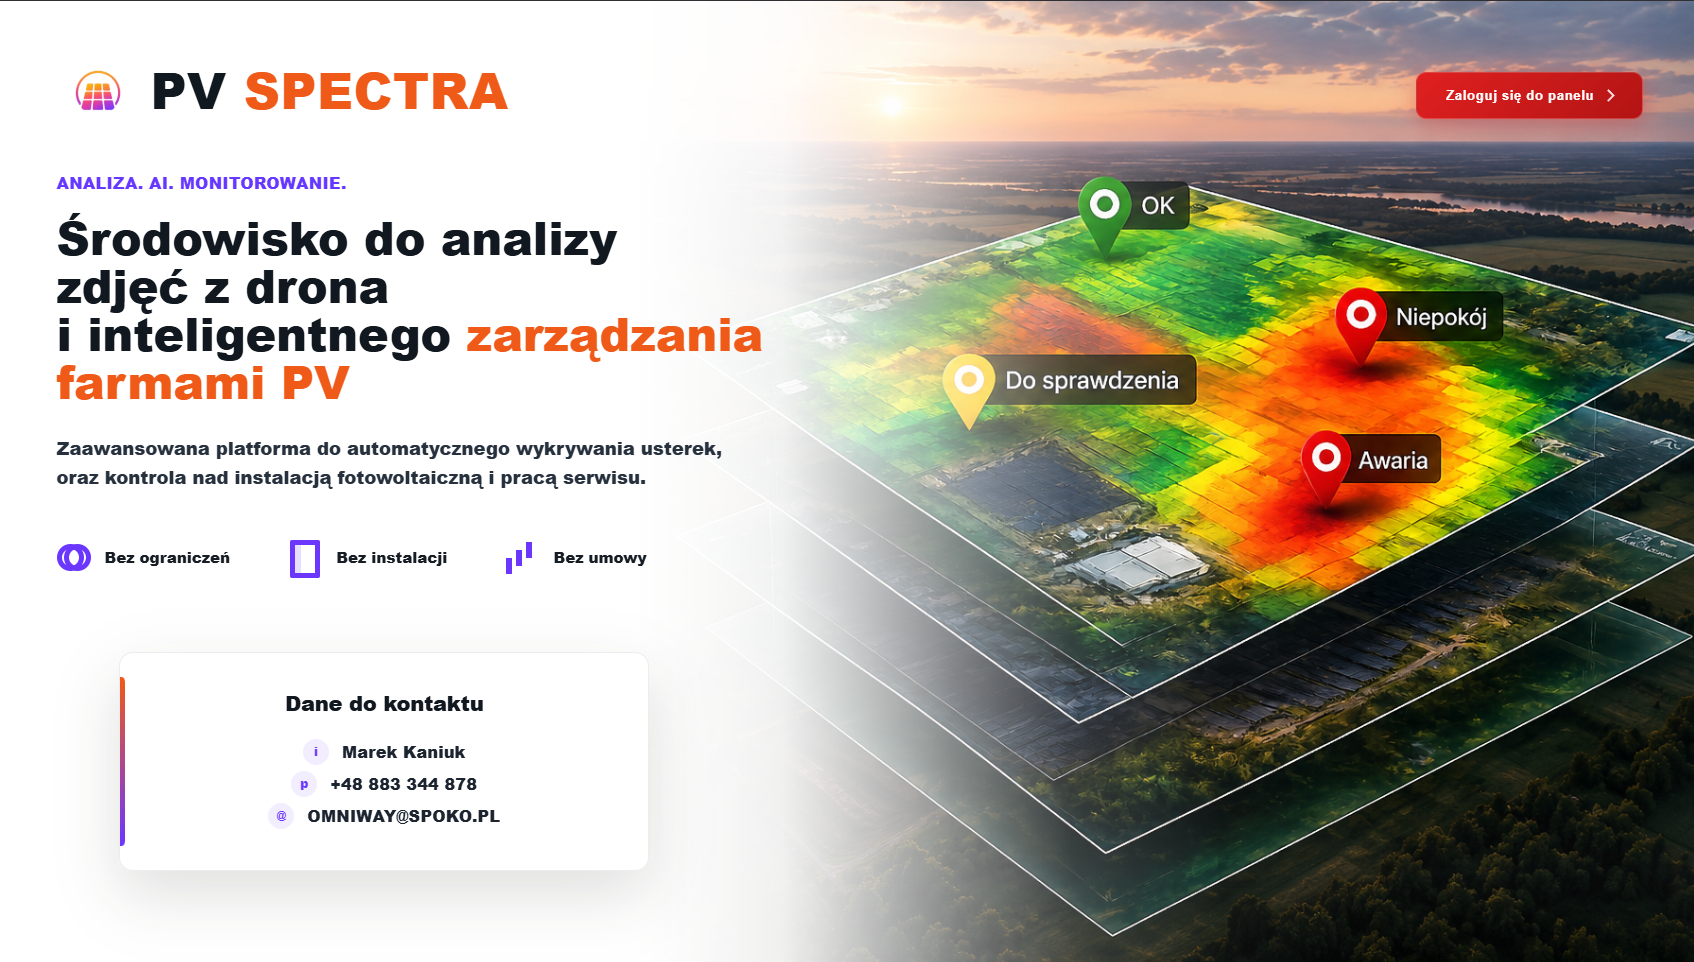 PV SPECTRA
Zaloguj się do panelu
ANALIZA. AI. MONITOROWANIE.
Środowisko do analizy
zdjęć z drona
i inteligentnego zarządzania
farmami PV
Zaawansowana platforma do automatycznego wykrywania usterek,
oraz kontrola nad instalacją fotowoltaiczną i pracą serwisu.
Bez ograniczeń
Bez instalacji
Bez umowy
Dane do kontaktu
i Marek Kaniuk
p +48 883 344 878
@ OMNIWAY@SPOKO.PL
OK
Niepokój
Do sprawdzenia
Awaria